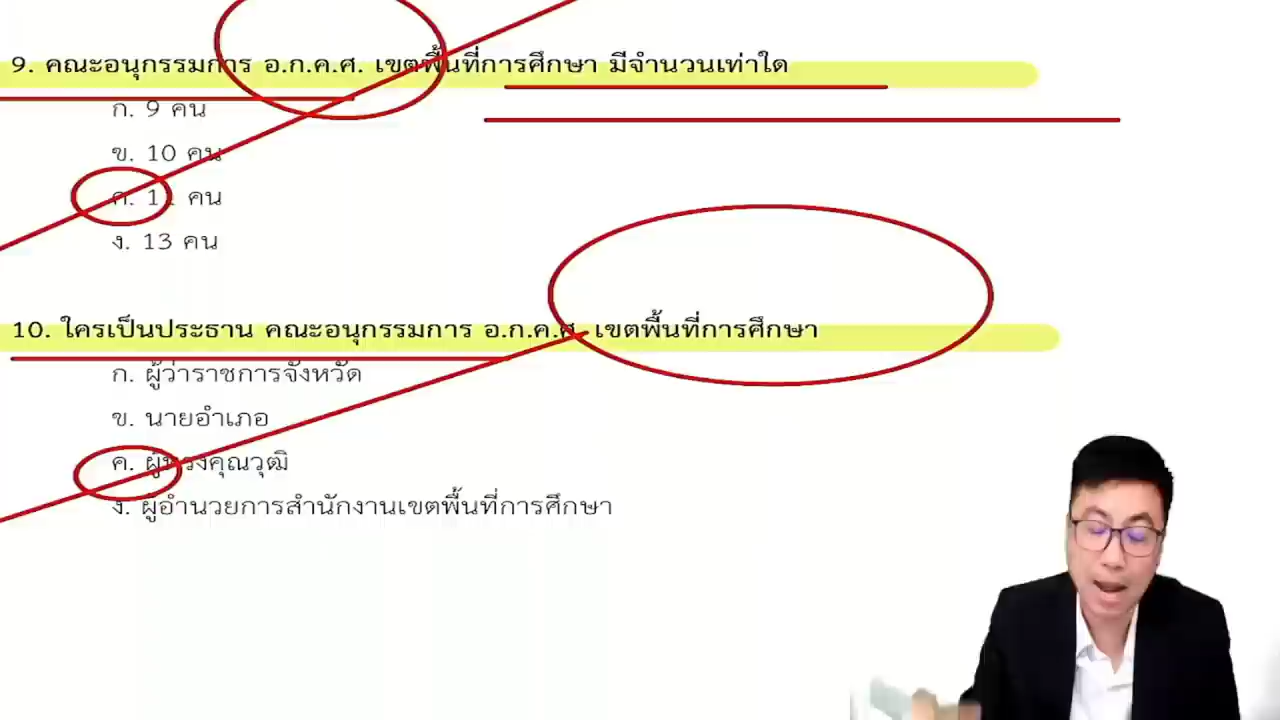 9. คณะอนุกรรมการ อ.ก.ค.ศ. เขตพื้นที่การศึกษา มีจำนวนเท่าใด
ก. 9 คน
ข. 10 คน
ค. 11 คน
ง. 13 คน
10. ใครเป็นประธาน คณะอนุกรรมการ อ.ก.ค.ศ. เขตพื้นที่การศึกษา
ก. ผู้ว่าราชการจังหวัด
ข. นายอำเภอ
ค. ผู้ทรงคุณวุฒิ
ง. ผู้อำนวยการสำนักงานเขตพื้นที่การศึกษา